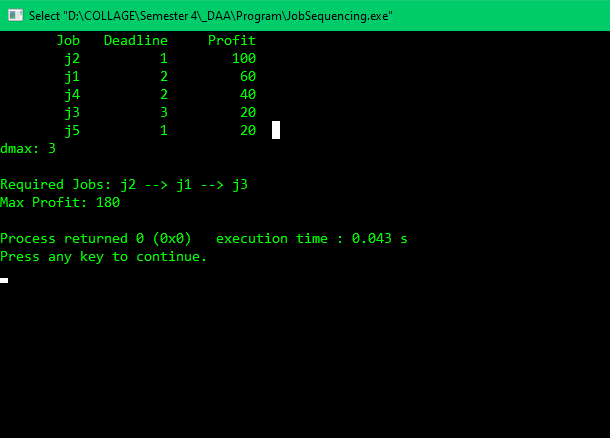 Select "D:\COLLAGE\Semester 4\_DAA\Program\JobSequencing.exe"
Job Deadline Profit
j2 1 100
j1 2 60
j4 2 40
j3 3 20
j5 1 20
dmax: 3
Required Jobs: j2 --> j1 --> j3
Max Profit: 180
Process returned 0 (0x0) execution time : 0.043 s
Press any key to continue.